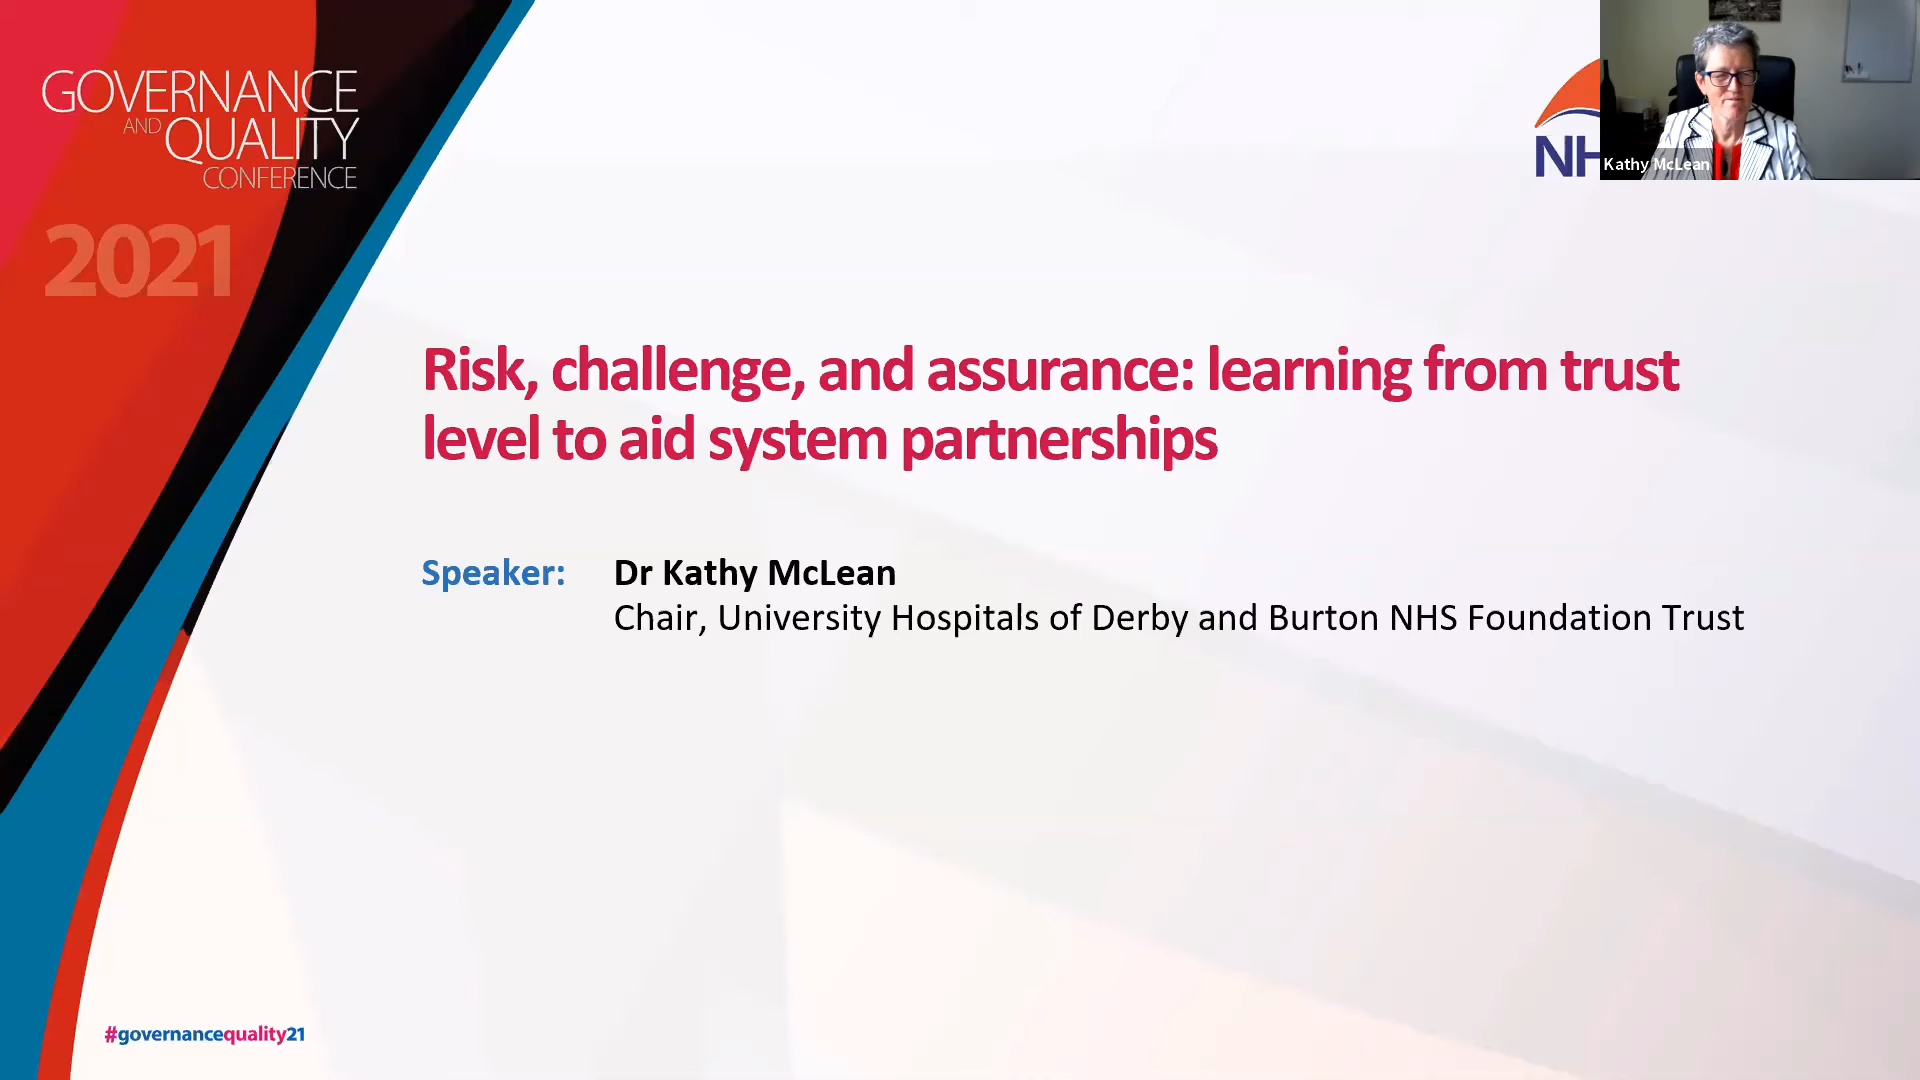 GOVERNANCE
AND QUALITY
CONFERENCE
2021
NH
Kathy McLean
Risk, challenge, and assurance: learning from trust
level to aid system partnerships
Speaker: Dr Kathy McLean
Chair, University Hospitals of Derby and Burton NHS Foundation Trust
#governancequality21